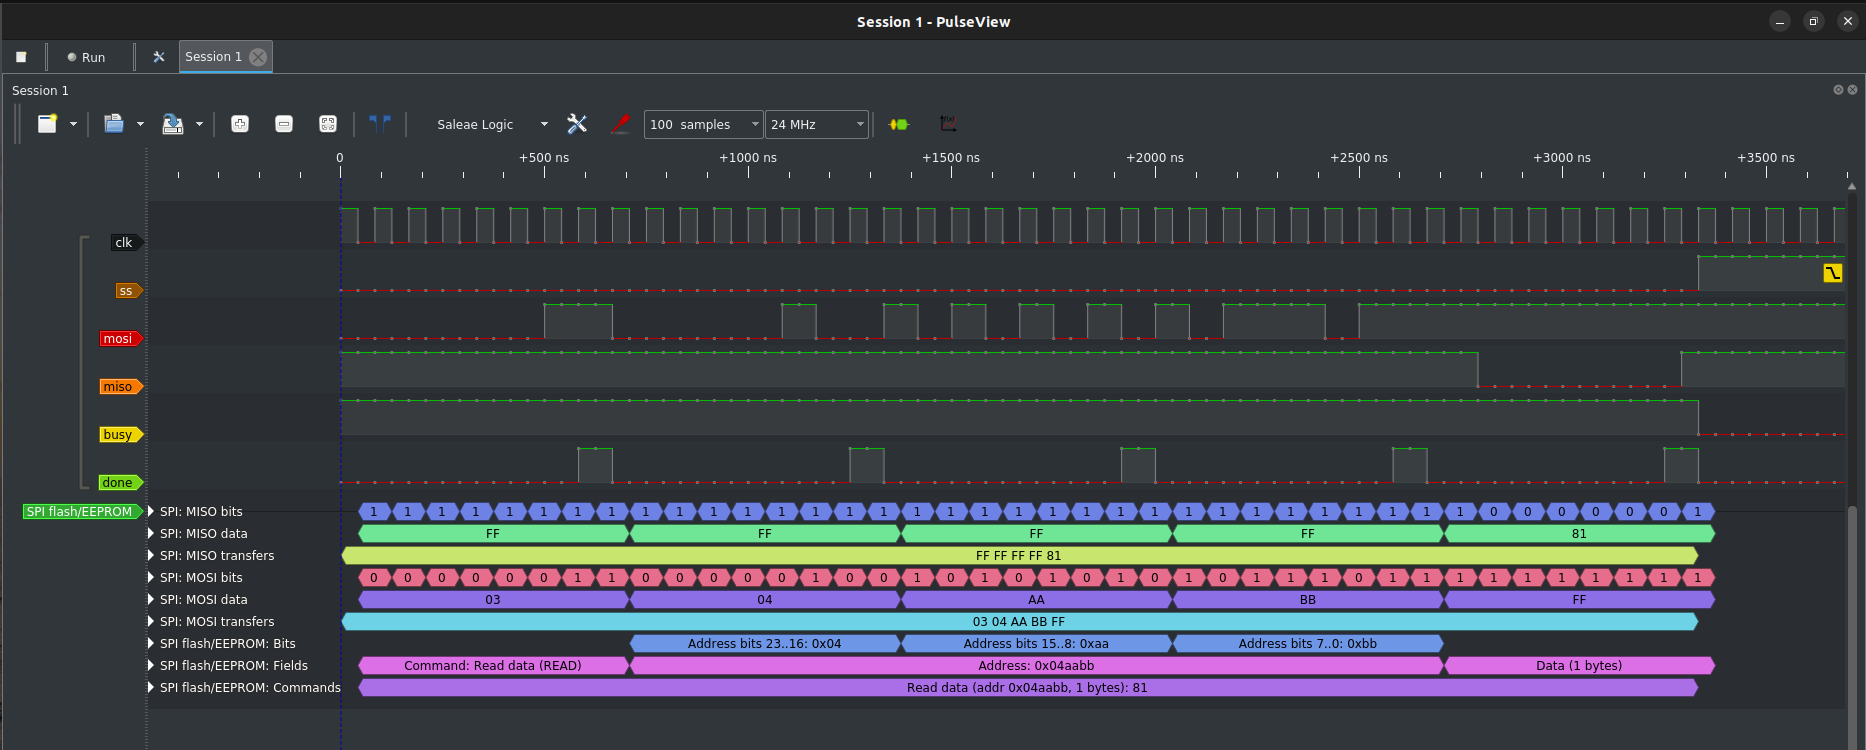 Session 1 - PulseView
Run Session 1
Session 1
Saleae Logic 100 samples 24 MHz
0 +500 ns +1000 ns +1500 ns +2000 ns +2500 ns +3000 ns +3500 ns
clk
ss
mosi
miso
busy
done
SPI flash/EEPROM SPI: MISO bits 1 1 1 1 1 1 1 1 1 1 1 1 1 1 1 1 1 1 1 1 1 1 1 1 1 1 1 1 1 1 1 1 1 0 0 0 0 0 0 1
SPI: MISO data FF FF FF FF 81
SPI: MISO transfers FF FF FF FF 81
SPI: MOSI bits 0 0 0 0 0 0 1 1 0 0 0 0 0 1 0 0 1 0 1 0 1 0 1 0 1 0 1 1 1 0 1 1 1 1 1 1 1 1 1 1
SPI: MOSI data 03 04 AA BB FF
SPI: MOSI transfers 03 04 AA BB FF
SPI flash/EEPROM: Bits Address bits 23..16: 0x04 Address bits 15..8: 0xaa Address bits 7..0: 0xbb
SPI flash/EEPROM: Fields Command: Read data (READ) Address: 0x04aabb Data (1 bytes)
SPI flash/EEPROM: Commands Read data (addr 0x04aabb, 1 bytes): 81